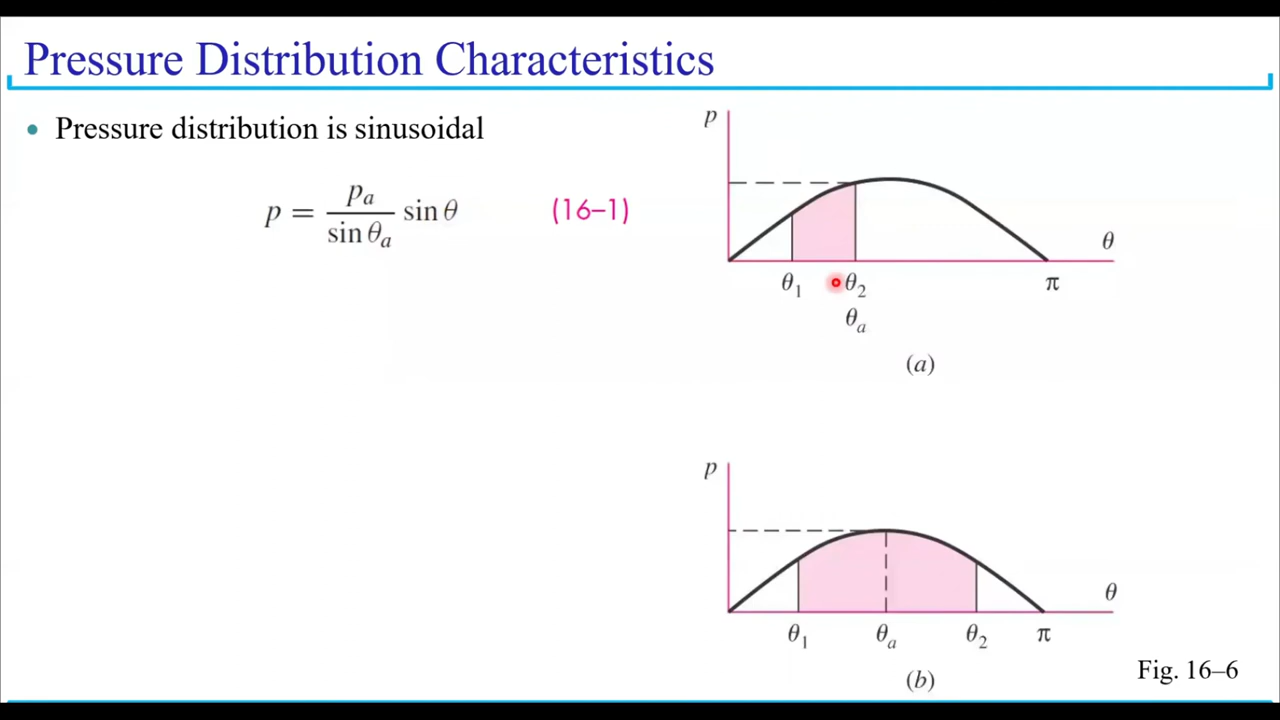 Pressure Distribution Characteristics
• Pressure distribution is sinusoidal
p = pₐ / sin θₐ sin θ (16–1)
p
θ
θ₁ θ₂ π
θₐ
(a)
p
θ
θ₁ θₐ θ₂ π
(b)
Fig. 16–6